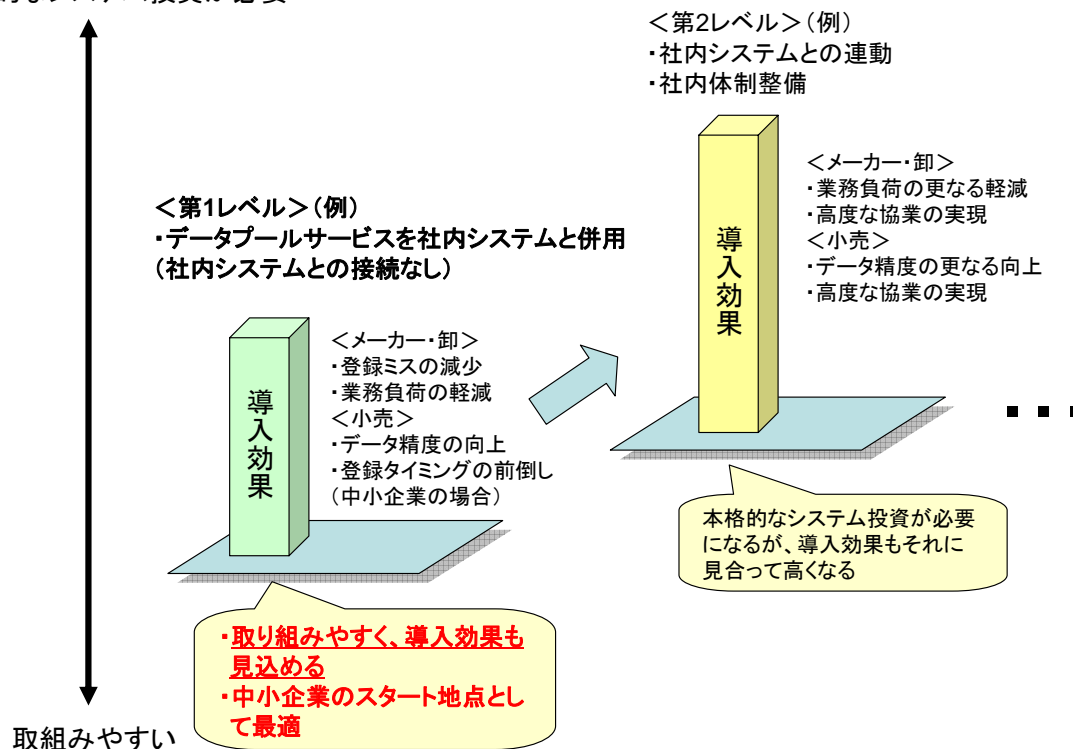 <第2レベル>(例)
・社内システムとの連動
・社内体制整備
<メーカー・卸>
・業務負荷の更なる軽減
・高度な協業の実現
<小売>
・データ精度の更なる向上
・高度な協業の実現
導入効果
<第1レベル>(例)
・データプールサービスを社内システムと併用
(社内システムとの接続なし)
<メーカー・卸>
・登録ミスの減少
・業務負荷の軽減
<小売>
・データ精度の向上
・登録タイミングの前倒し
(中小企業の場合)
導入効果
・・・
本格的なシステム投資が必要
になるが、導入効果もそれに
見合って高くなる
・取り組みやすく、導入効果も
見込める
・中小企業のスタート地点とし
て最適
取組みやすい